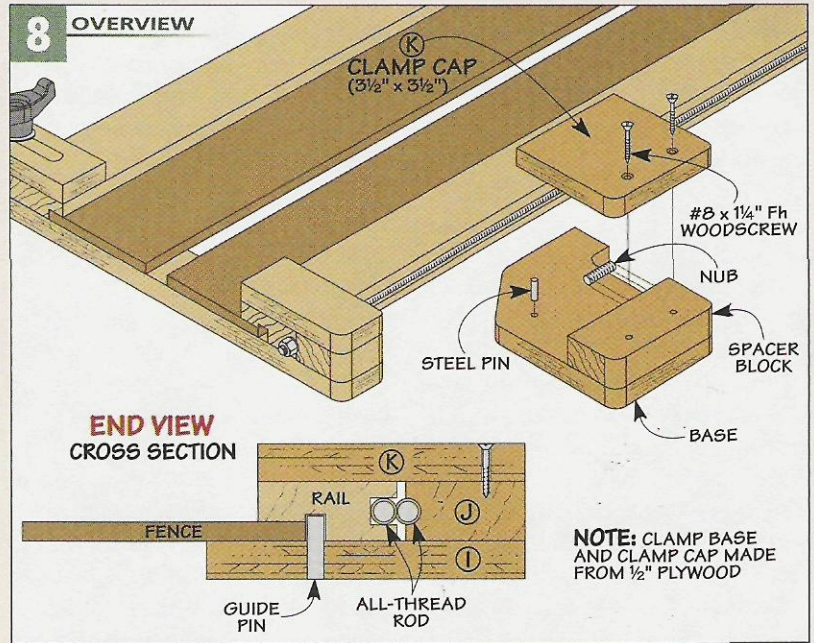 8 OVERVIEW
K
CLAMP CAP
(3½" x 3½")
#8 x 1¼" Fh
WOODSCREW
NUB
STEEL PIN
SPACER
BLOCK
BASE
END VIEW
CROSS SECTION
K
RAIL
J
FENCE
I
GUIDE
PIN
ALL-THREAD
ROD
NOTE: CLAMP BASE
AND CLAMP CAP MADE
FROM ½" PLYWOOD